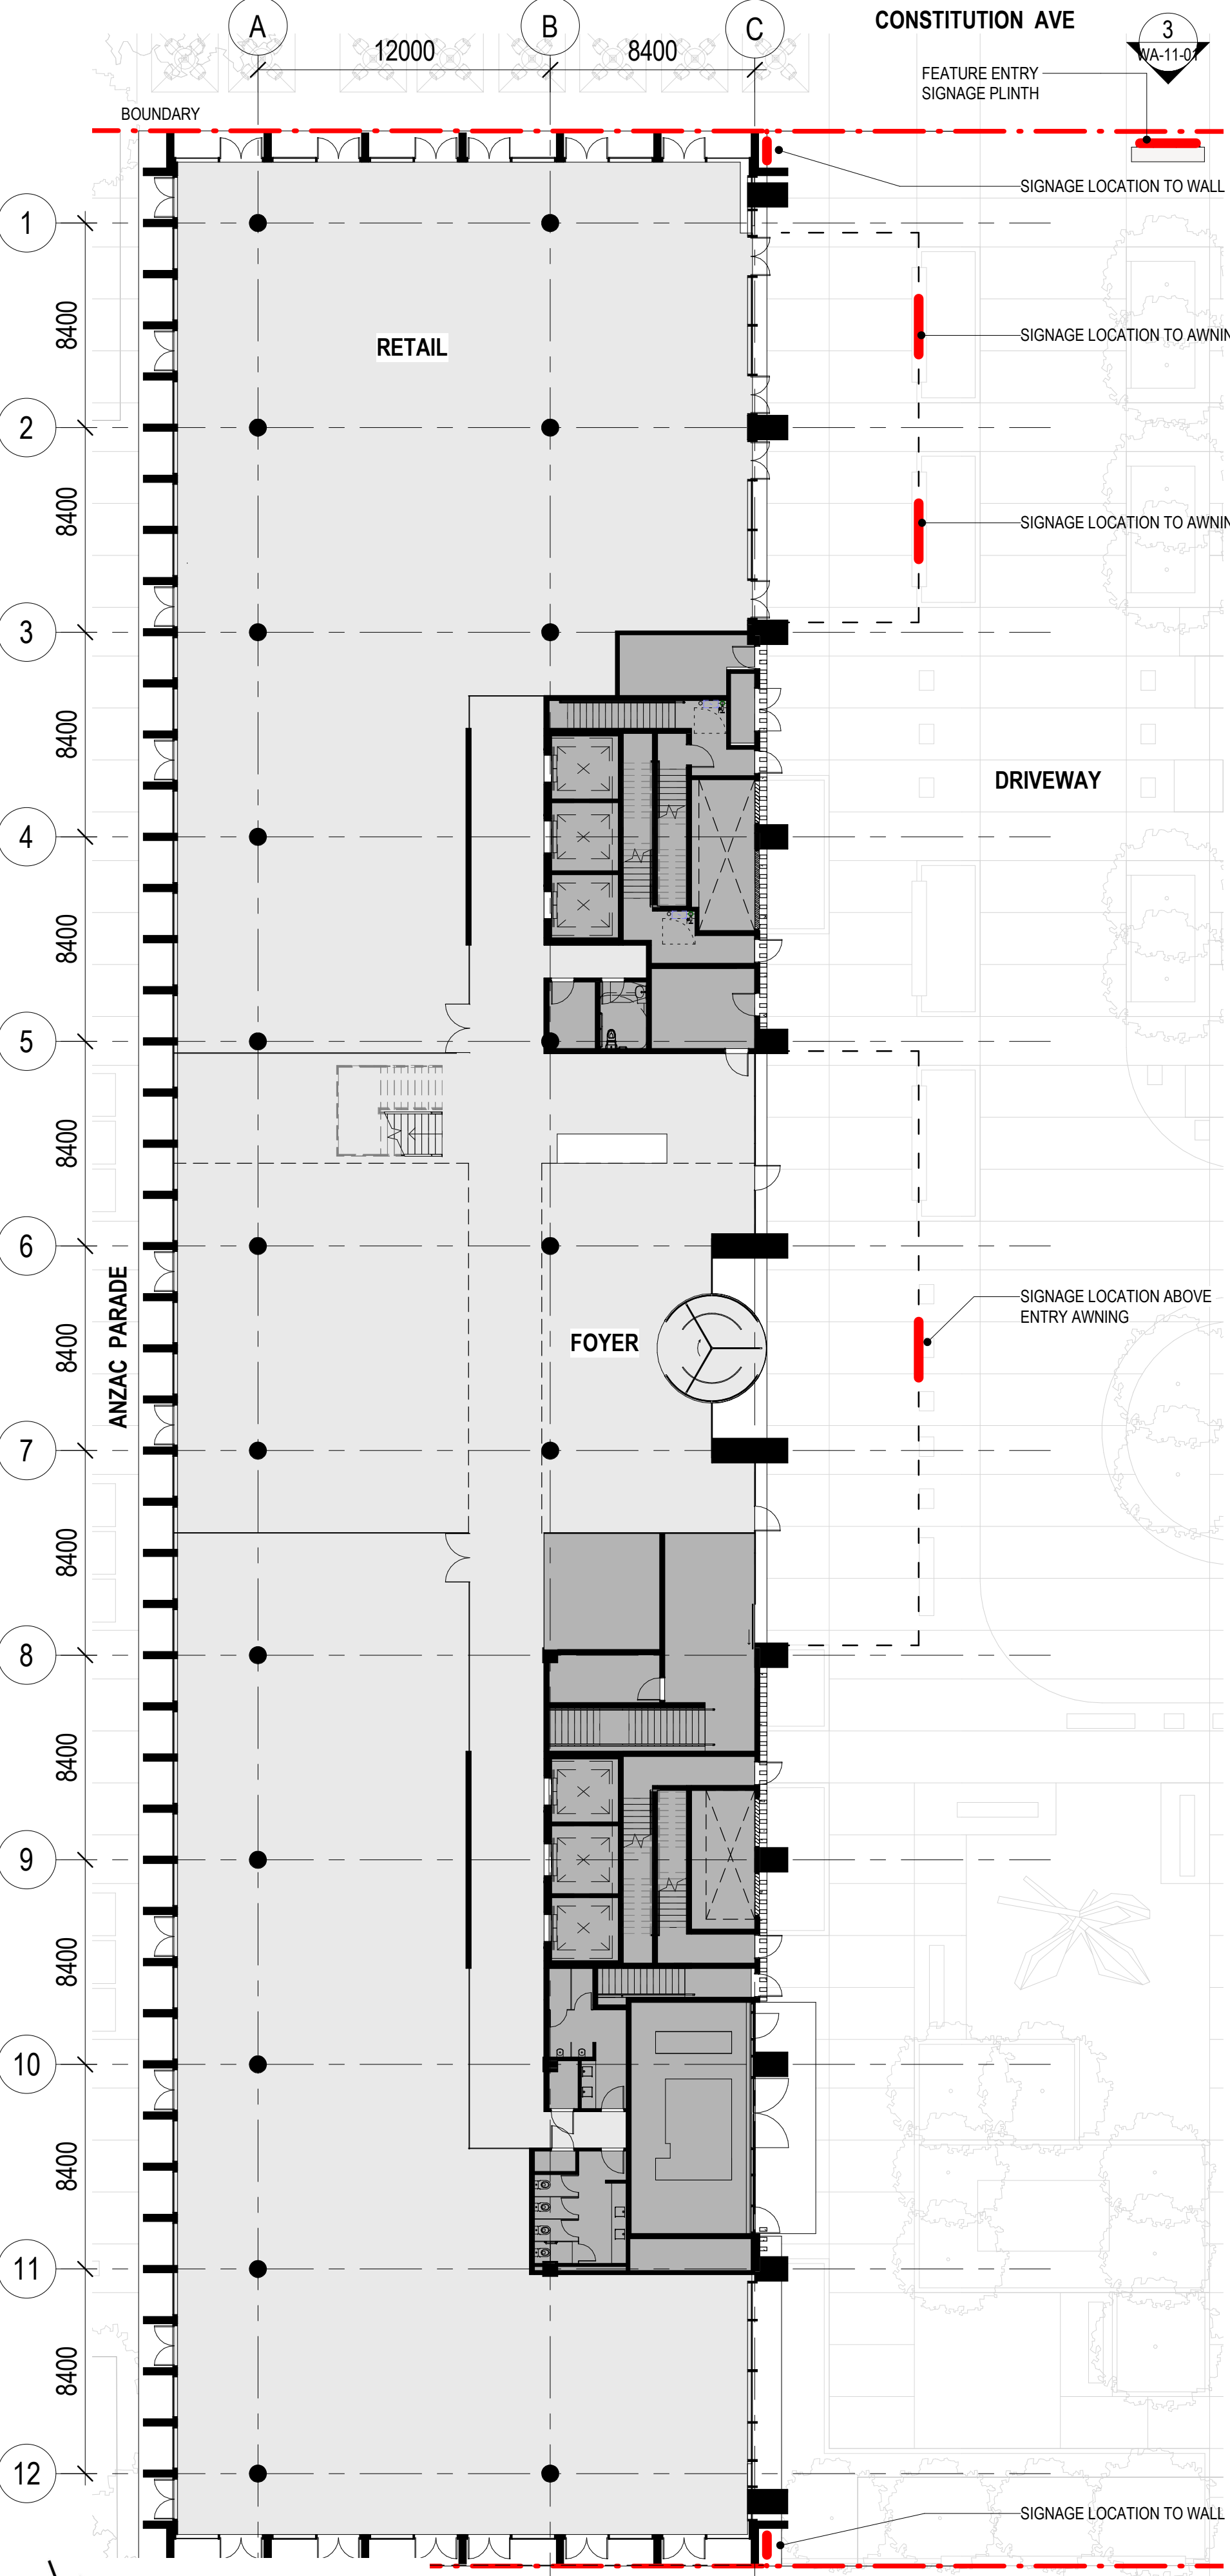 CONSTITUTION AVE
A
B
C
3
WA-11-01
12000
8400
FEATURE ENTRY
SIGNAGE PLINTH
BOUNDARY
SIGNAGE LOCATION TO WALL
1
8400
RETAIL
SIGNAGE LOCATION TO AWNIN
2
8400
SIGNAGE LOCATION TO AWNIN
3
8400
DRIVEWAY
4
8400
5
8400
6
ANZAC PARADE
8400
FOYER
SIGNAGE LOCATION ABOVE
ENTRY AWNING
7
8400
8
8400
9
8400
10
8400
11
8400
12
SIGNAGE LOCATION TO WALL